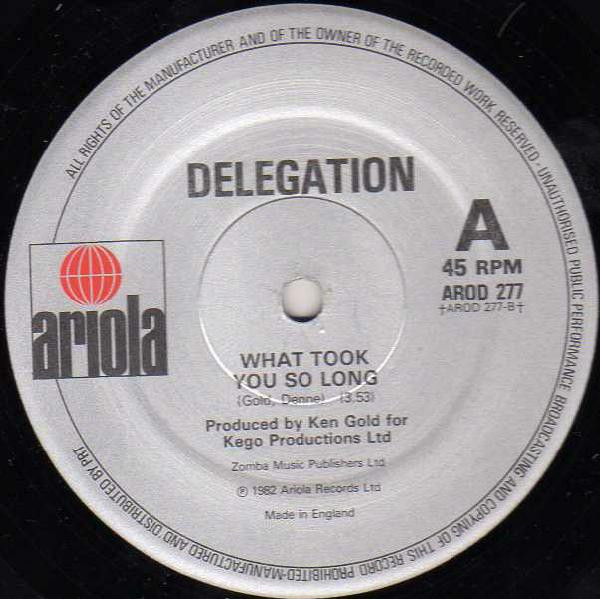 ALL RIGHTS OF THE MANUFACTURER AND OF THE OWNER OF THE RECORDED WORK RESERVED - UNAUTHORISED PUBLIC PERFORMANCE BROADCASTING AND COPYING OF THIS RECORD PROHIBITED-MANUFACTURED AND DISTRIBUTED BY PRT
DELEGATION
A
45 RPM
AROD 277
†AROD 277-B†
ariola
WHAT TOOK
YOU SO LONG
(Gold, Denne) (3.53)
Produced by Ken Gold for
Kego Productions Ltd
Zomba Music Publishers Ltd
℗ 1982 Ariola Records Ltd
Made in England